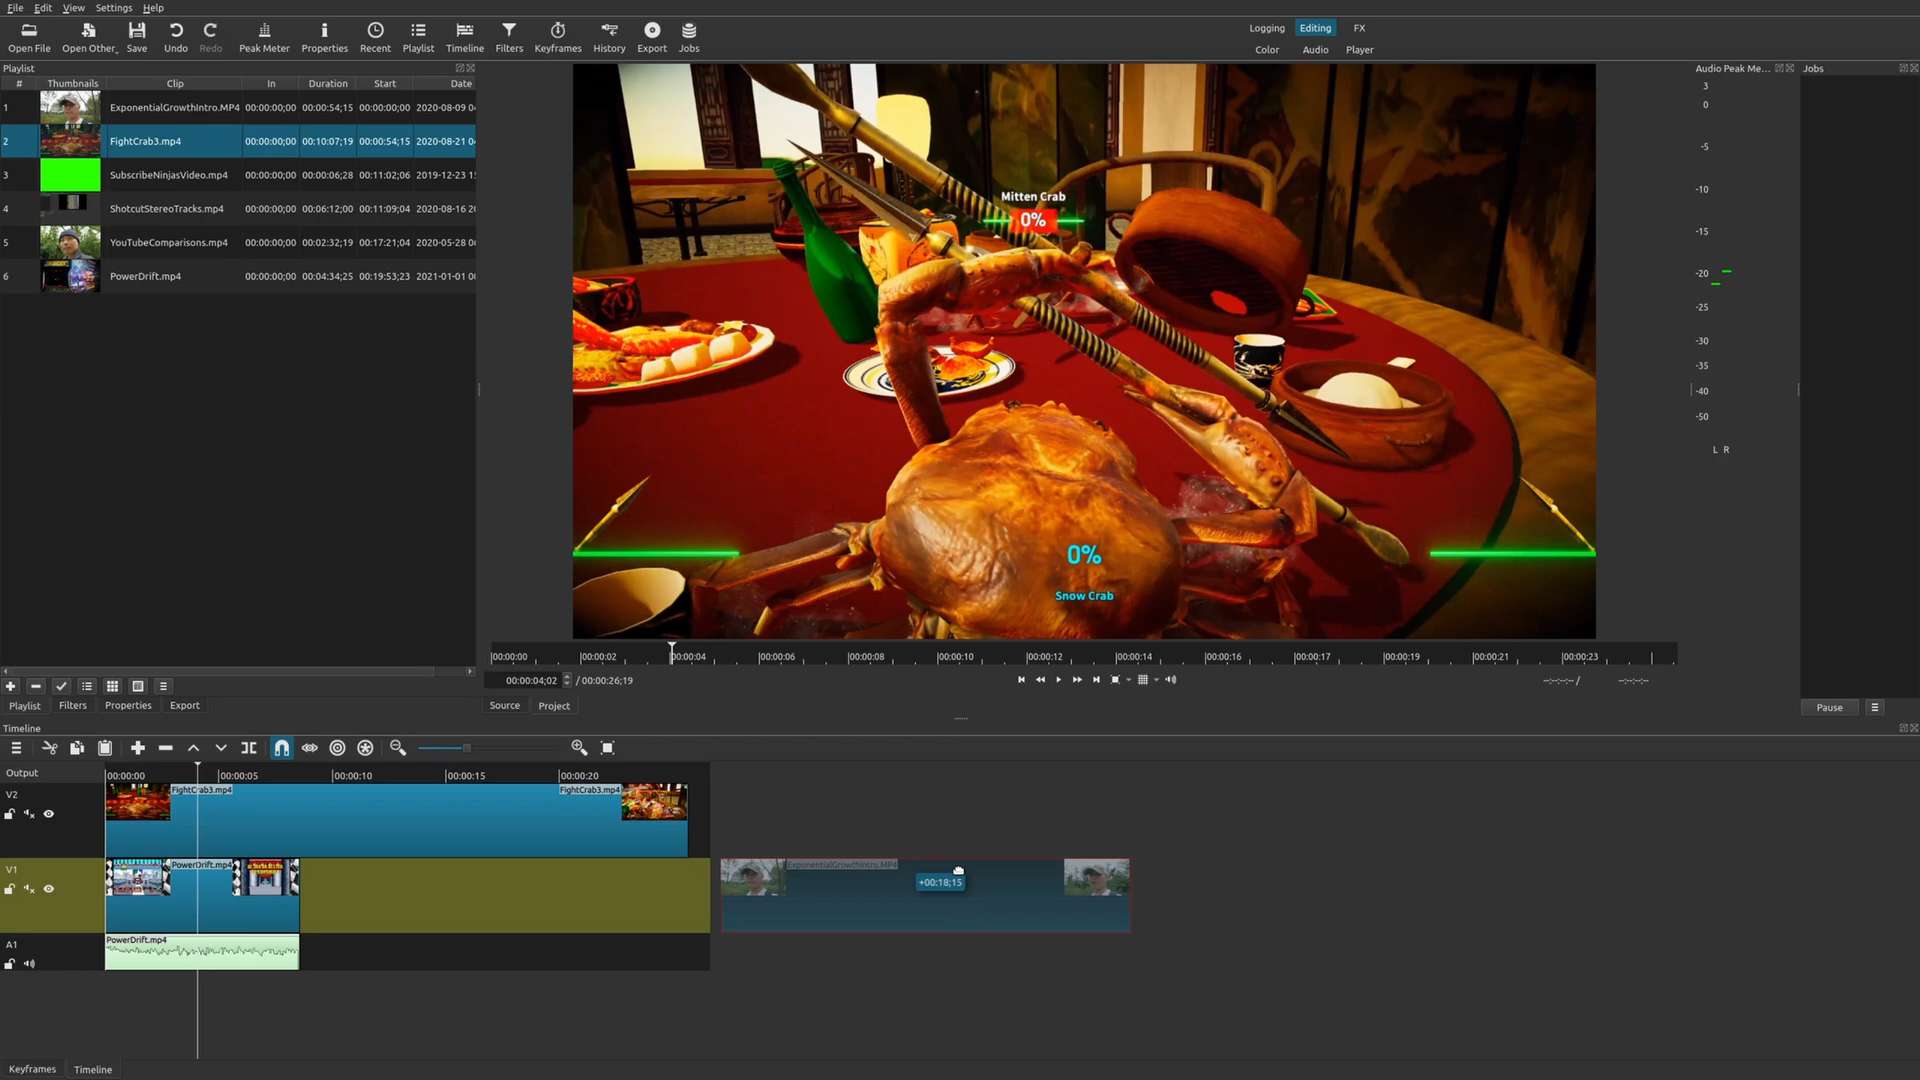 File Edit View Settings Help
Open File Open Other Save Undo Redo Peak Meter Properties Recent Playlist Timeline Filters Keyframes History Export Jobs
Logging Editing FX
Color Audio Player
Playlist
# Thumbnails Clip In Duration Start Date
1 ExponentialGrowthIntro.MP4 00:00:00;00 00:00:54;15 00:00:00;00 2020-08-09 04
2 FightCrab3.mp4 00:00:00;00 00:10:07;19 00:00:54;15 2020-08-21 04
3 SubscribeNinjasVideo.mp4 00:00:00;00 00:00:06;28 00:11:02;06 2019-12-23 1
4 ShotcutStereoTracks.mp4 00:00:00;00 00:06:12;00 00:11:09;04 2020-08-16 2
5 YouTubeComparisons.mp4 00:00:00;00 00:02:32;19 00:17:21;04 2020-05-28 0
6 PowerDrift.mp4 00:00:00;00 00:04:34;25 00:19:53;23 2021-01-01 0
Mitten Crab
0%
0%
Snow Crab
Audio Peak Me...
3
0
-5
-10
-15
-20
-25
-30
-35
-40
-50
L R
Jobs
00:00:00 00:00:02 00:00:04 00:00:06 00:00:08 00:00:10 00:00:12 00:00:14 00:00:16 00:00:17 00:00:19 00:00:21 00:00:23
00:00:04;02 / 00:00:26;19
--:--:--;-- / --:--:--;--
Playlist Filters Properties Export
Source Project
Pause
Timeline
Output
00:00:00 00:00:05 00:00:10 00:00:15 00:00:20
V2
FightCrab3.mp4 FightCrab3.mp4
V1
PowerDrift.mp4
ExponentialGrowthIntro.MP4
+00:18;15
A1
PowerDrift.mp4
Keyframes Timeline